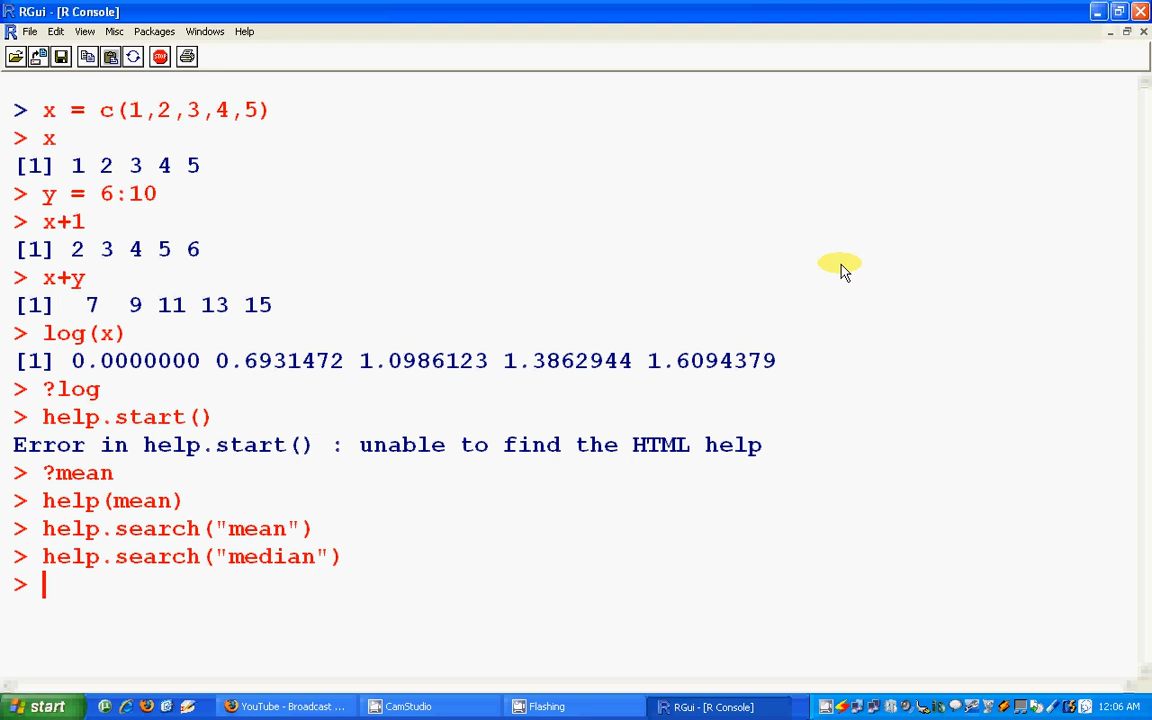 RGui - [R Console]
File Edit View Misc Packages Windows Help
STOP
> x = c(1,2,3,4,5)
> x
[1] 1 2 3 4 5
> y = 6:10
> x+1
[1] 2 3 4 5 6
> x+y
[1]  7  9 11 13 15
> log(x)
[1] 0.0000000 0.6931472 1.0986123 1.3862944 1.6094379
> ?log
> help.start()
Error in help.start() : unable to find the HTML help
> ?mean
> help(mean)
> help.search("mean")
> help.search("median")
>
start YouTube - Broadcast ... CamStudio Flashing RGui - [R Console] 12:06 AM